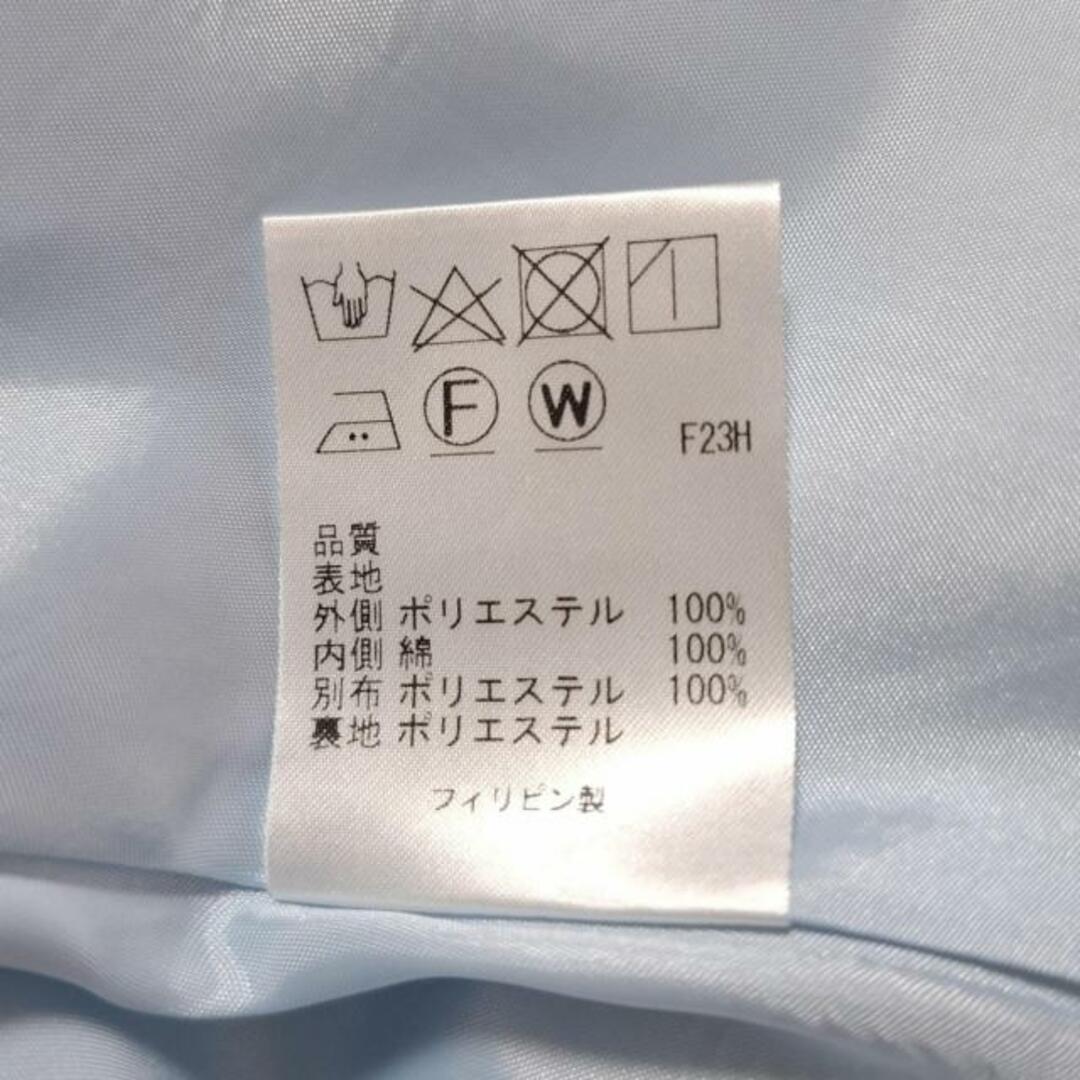 F W F23H
品質
表地
外側 ポリエステル 100%
内側 綿 100%
別布 ポリエステル 100%
裏地 ポリエステル
フィリピン製